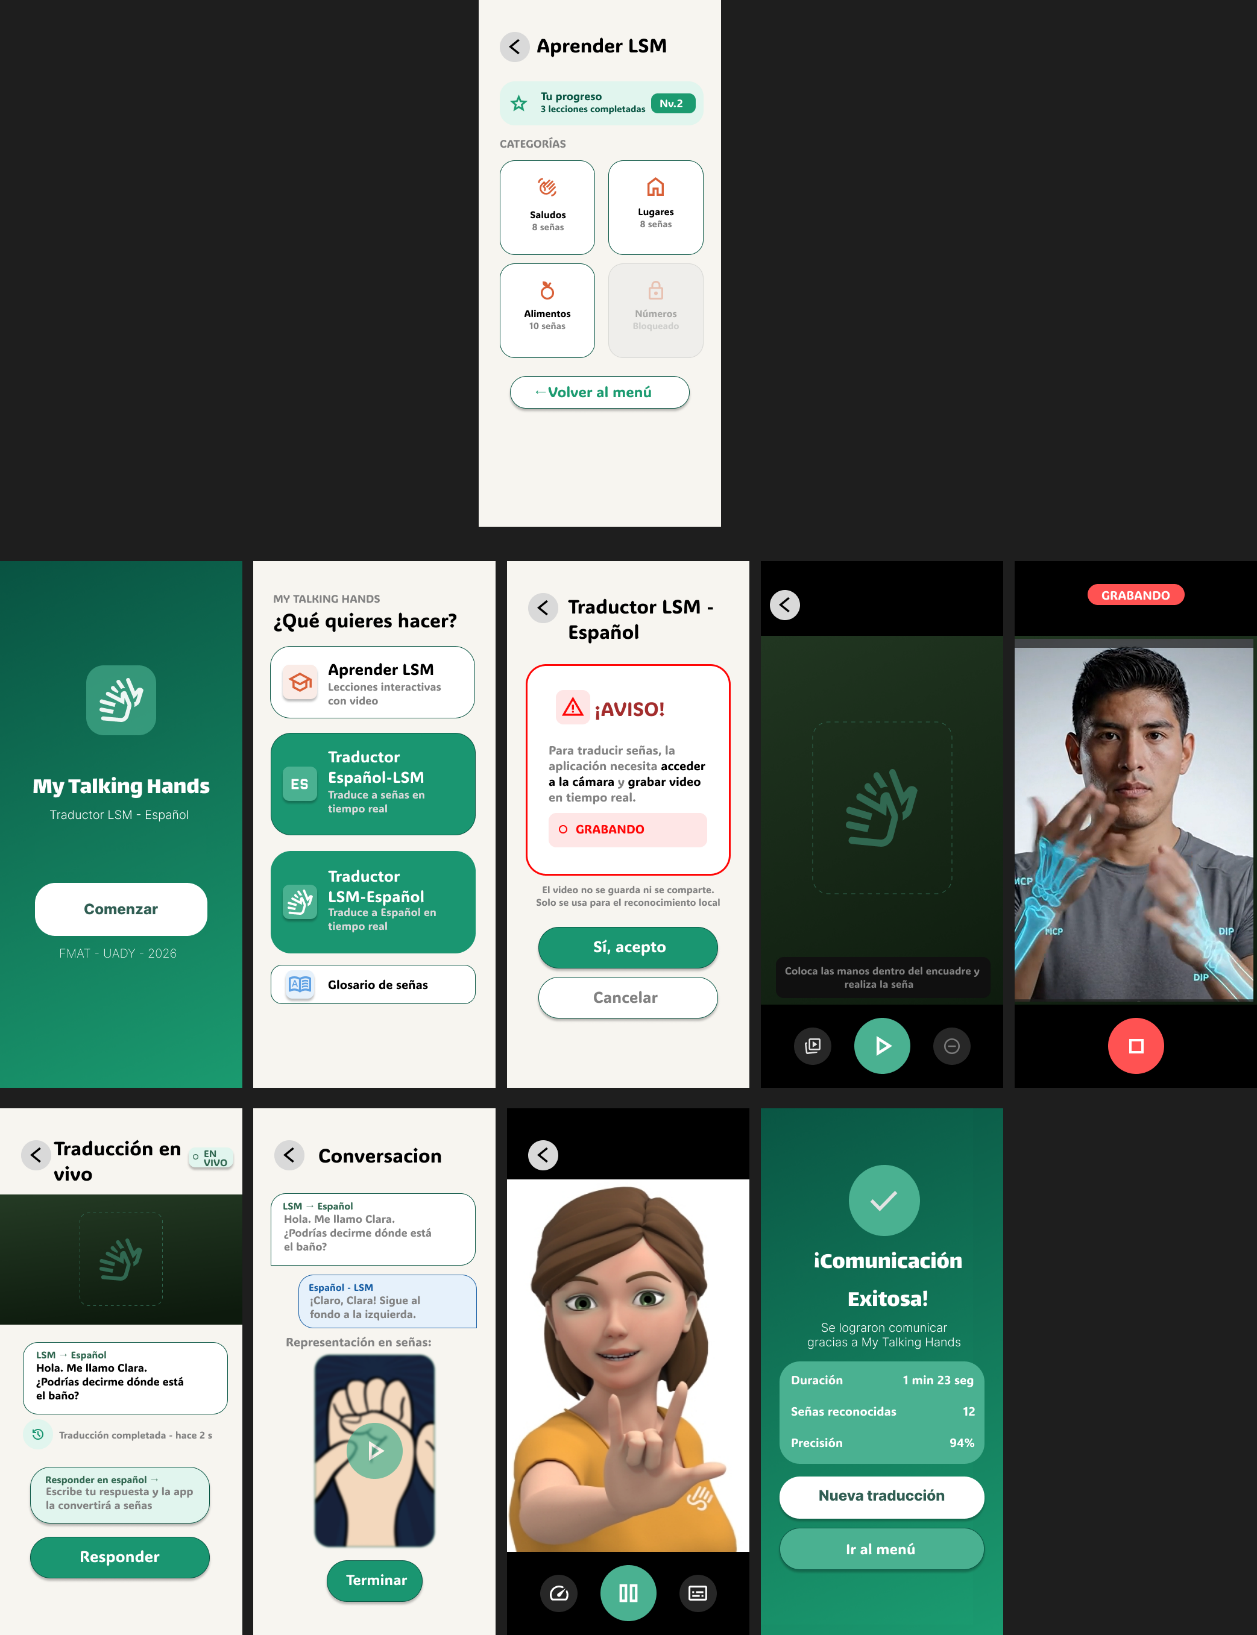 Aprender LSM
Tu progreso
3 lecciones completadas
Nv.2
CATEGORÍAS
Saludos
8 señas
Lugares
8 señas
Alimentos
10 señas
Números
Bloqueado
←Volver al menú
My Talking Hands
Traductor LSM - Español
Comenzar
FMAT - UADY - 2026
MY TALKING HANDS
¿Qué quieres hacer?
Aprender LSM
Lecciones interactivas
con video
ES
Traductor
Español-LSM
Traduce a señas en
tiempo real
Traductor
LSM-Español
Traduce a Español en
tiempo real
A
Glosario de señas
Traductor LSM -
Español
¡AVISO!
Para traducir señas, la
aplicación necesita acceder
a la cámara y grabar video
en tiempo real.
GRABANDO
El video no se guarda ni se comparte.
Solo se usa para el reconocimiento local
Sí, acepto
Cancelar
Coloca las manos dentro del encuadre y
realiza la seña
GRABANDO
MCP
MCP
DIP
DIP
Traducción en
vivo
EN
VIVO
LSM → Español
Hola. Me llamo Clara.
¿Podrías decirme dónde está
el baño?
Traducción completada - hace 2 s
Responder en español →
Escribe tu respuesta y la app
la convertirá a señas
Responder
Conversacion
LSM → Español
Hola. Me llamo Clara.
¿Podrías decirme dónde está
el baño?
Español - LSM
¡Claro, Clara! Sigue al
fondo a la izquierda.
Representación en señas:
Terminar
¡Comunicación
Exitosa!
Se lograron comunicar
gracias a My Talking Hands
Duración 1 min 23 seg
Señas reconocidas 12
Precisión 94%
Nueva traducción
Ir al menú